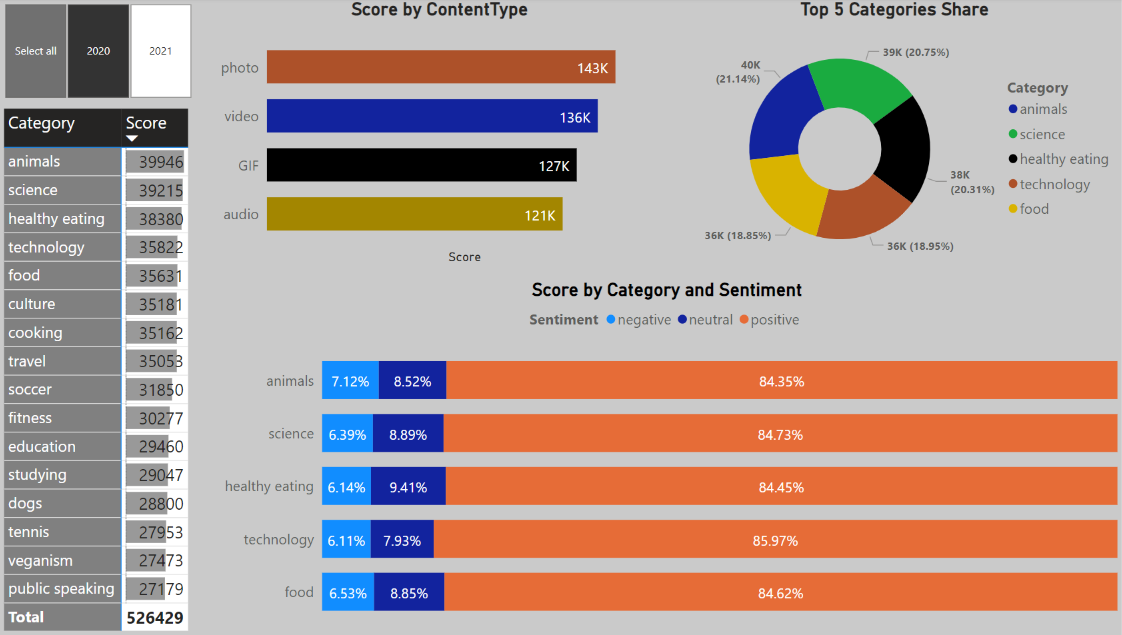 Select all
2020
2021
Category Score
animals 39946
science 39215
healthy eating 38380
technology 35822
food 35631
culture 35181
cooking 35162
travel 35053
soccer 31850
fitness 30277
education 29460
studying 29047
dogs 28800
tennis 27953
veganism 27473
public speaking 27179
Total 526429
Score by ContentType
photo 143K
video 136K
GIF 127K
audio 121K
Score
Top 5 Categories Share
39K (20.75%)
40K
(21.14%)
38K
(20.31%)
36K (18.85%)
36K (18.95%)
Category
animals
science
healthy eating
technology
food
Score by Category and Sentiment
Sentiment negative neutral positive
animals 7.12% 8.52% 84.35%
science 6.39% 8.89% 84.73%
healthy eating 6.14% 9.41% 84.45%
technology 6.11% 7.93% 85.97%
food 6.53% 8.85% 84.62%